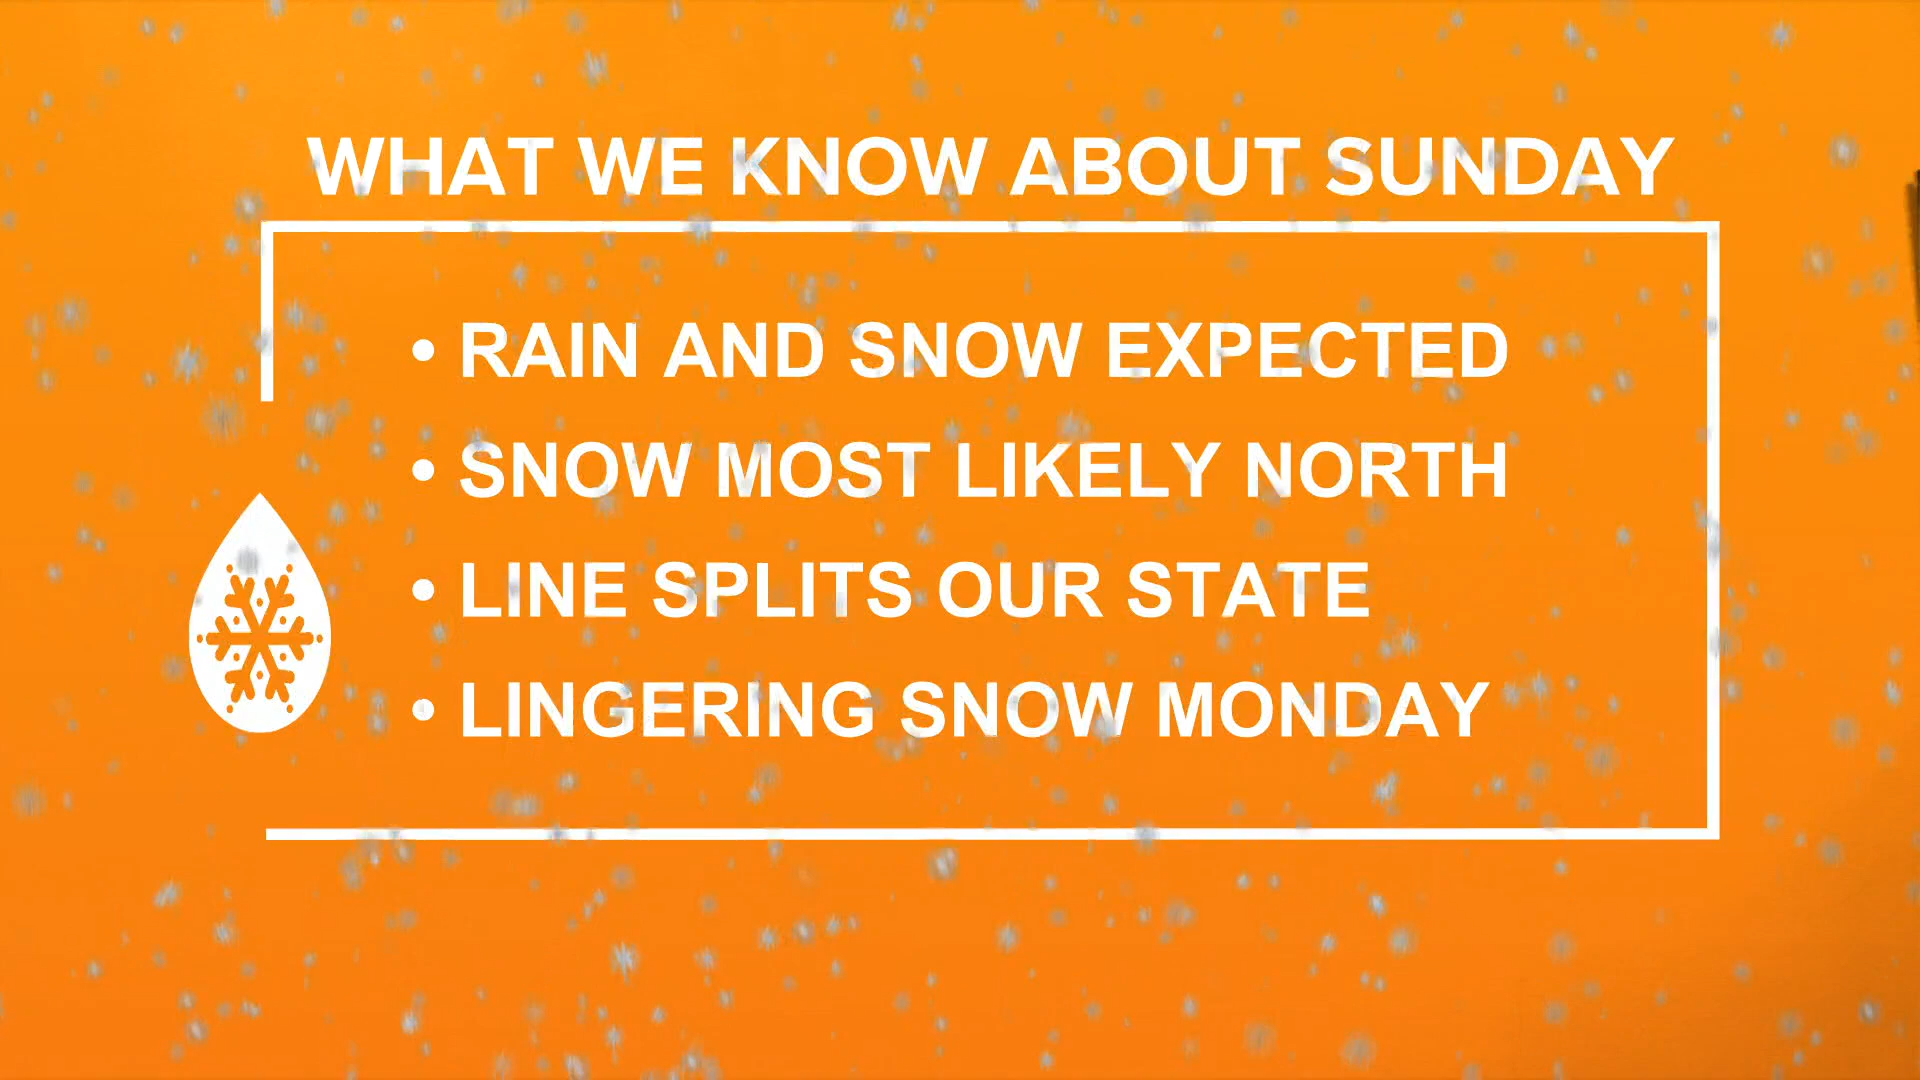 WHAT WE KNOW ABOUT SUNDAY
• RAIN AND SNOW EXPECTED
• SNOW MOST LIKELY NORTH
• LINE SPLITS OUR STATE
• LINGERING SNOW MONDAY